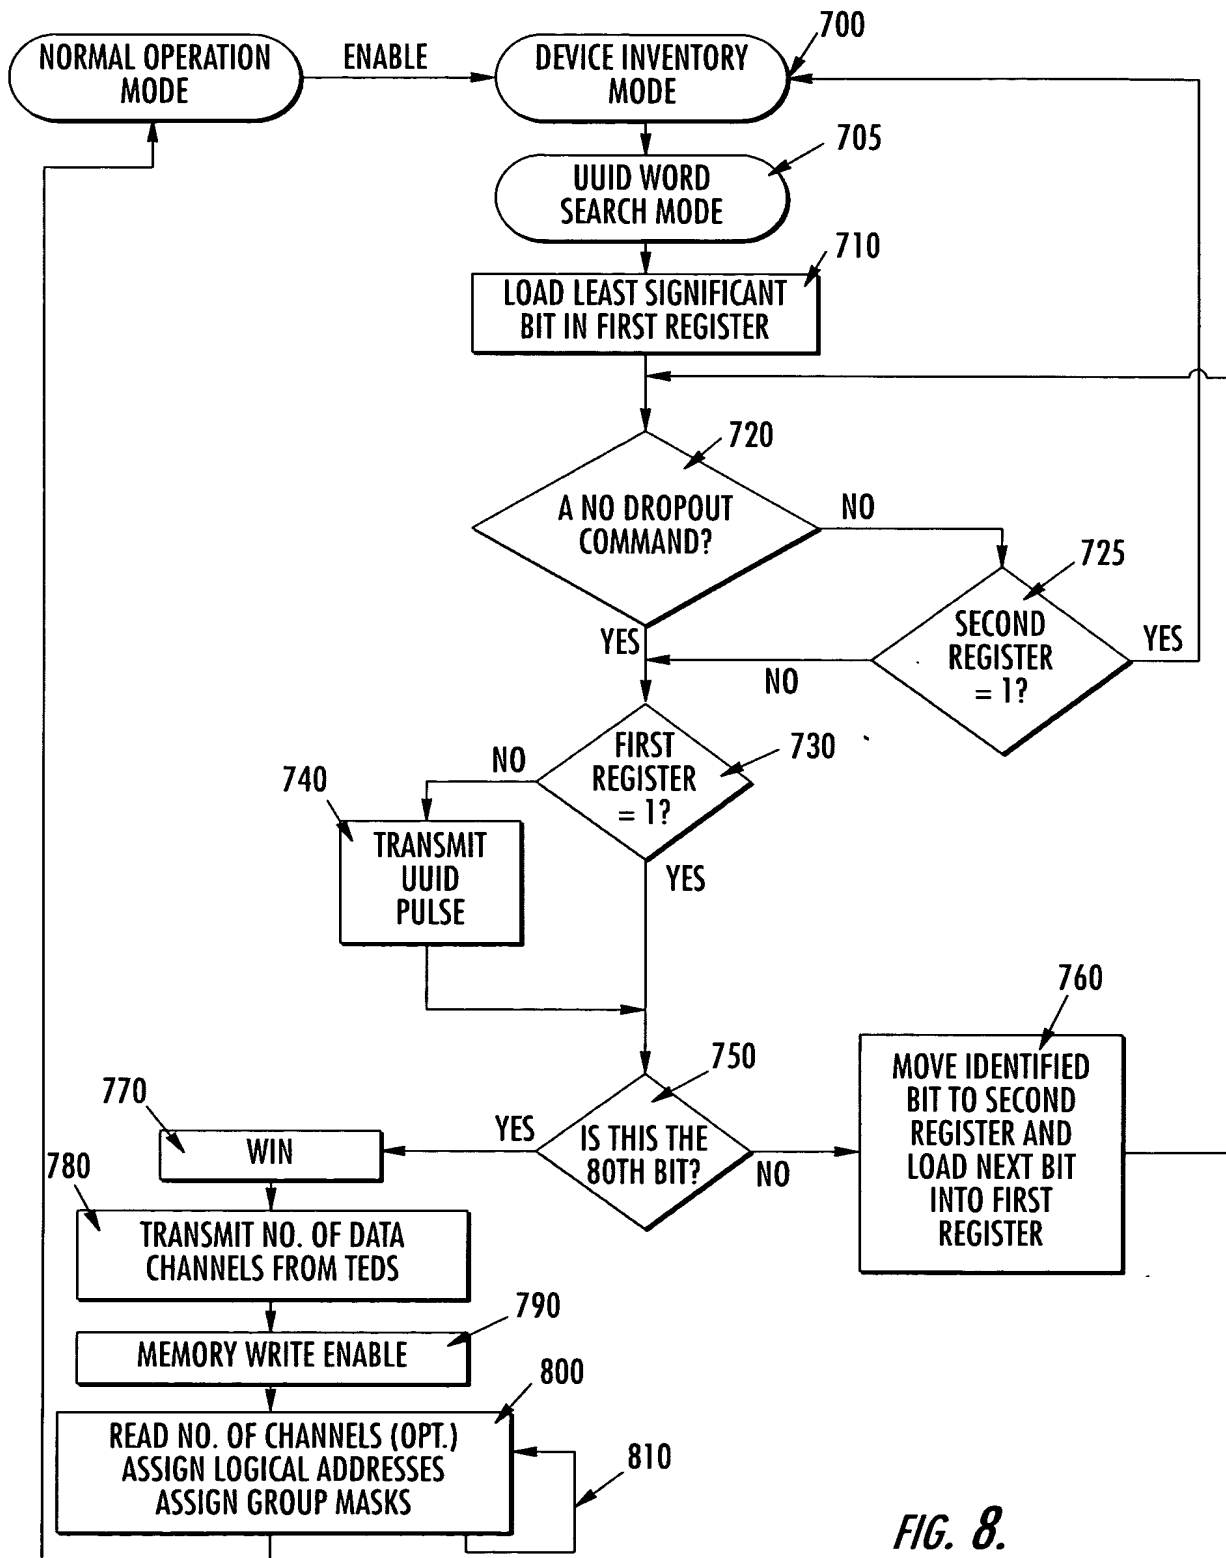 NORMAL OPERATION
MODE
ENABLE
DEVICE INVENTORY
MODE
700
UUID WORD
SEARCH MODE
705
LOAD LEAST SIGNIFICANT
BIT IN FIRST REGISTER
710
A NO DROPOUT
COMMAND?
720
NO
YES
SECOND
REGISTER
= 1?
725
YES
NO
FIRST
REGISTER
= 1?
730
NO
YES
TRANSMIT
UUID
PULSE
740
IS THIS THE
80TH BIT?
750
YES
NO
MOVE IDENTIFIED
BIT TO SECOND
REGISTER AND
LOAD NEXT BIT
INTO FIRST
REGISTER
760
WIN
770
TRANSMIT NO. OF DATA
CHANNELS FROM TEDS
780
MEMORY WRITE ENABLE
790
READ NO. OF CHANNELS (OPT.)
ASSIGN LOGICAL ADDRESSES
ASSIGN GROUP MASKS
800
810
FIG. 8.